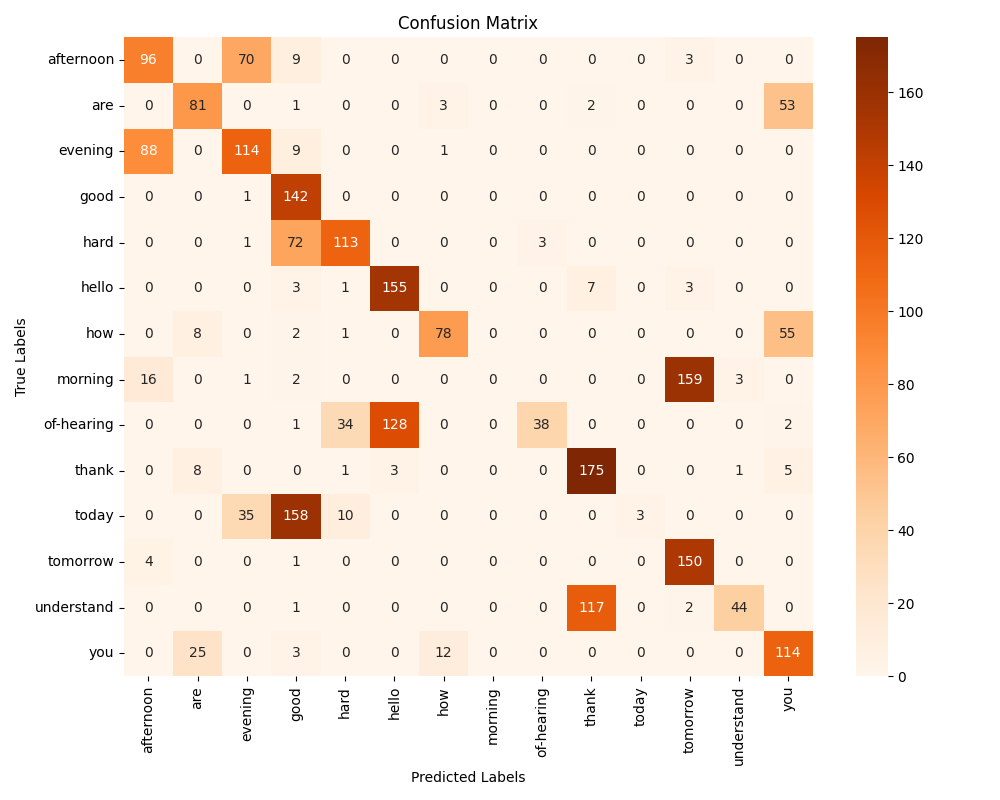 Confusion Matrix
True Labels
afternoon 96 0 70 9 0 0 0 0 0 0 0 3 0 0
are 0 81 0 1 0 0 3 0 0 2 0 0 0 53
evening 88 0 114 9 0 0 1 0 0 0 0 0 0 0
good 0 0 1 142 0 0 0 0 0 0 0 0 0 0
hard 0 0 1 72 113 0 0 0 3 0 0 0 0 0
hello 0 0 0 3 1 155 0 0 0 7 0 3 0 0
how 0 8 0 2 1 0 78 0 0 0 0 0 0 55
morning 16 0 1 2 0 0 0 0 0 0 0 159 3 0
of-hearing 0 0 0 1 34 128 0 0 38 0 0 0 0 2
thank 0 8 0 0 1 3 0 0 0 175 0 0 1 5
today 0 0 35 158 10 0 0 0 0 0 3 0 0 0
tomorrow 4 0 0 1 0 0 0 0 0 0 0 150 0 0
understand 0 0 0 1 0 0 0 0 0 117 0 2 44 0
you 0 25 0 3 0 0 12 0 0 0 0 0 0 114
afternoon are evening good hard hello how morning of-hearing thank today tomorrow understand you
Predicted Labels
160
140
120
100
80
60
40
20
0